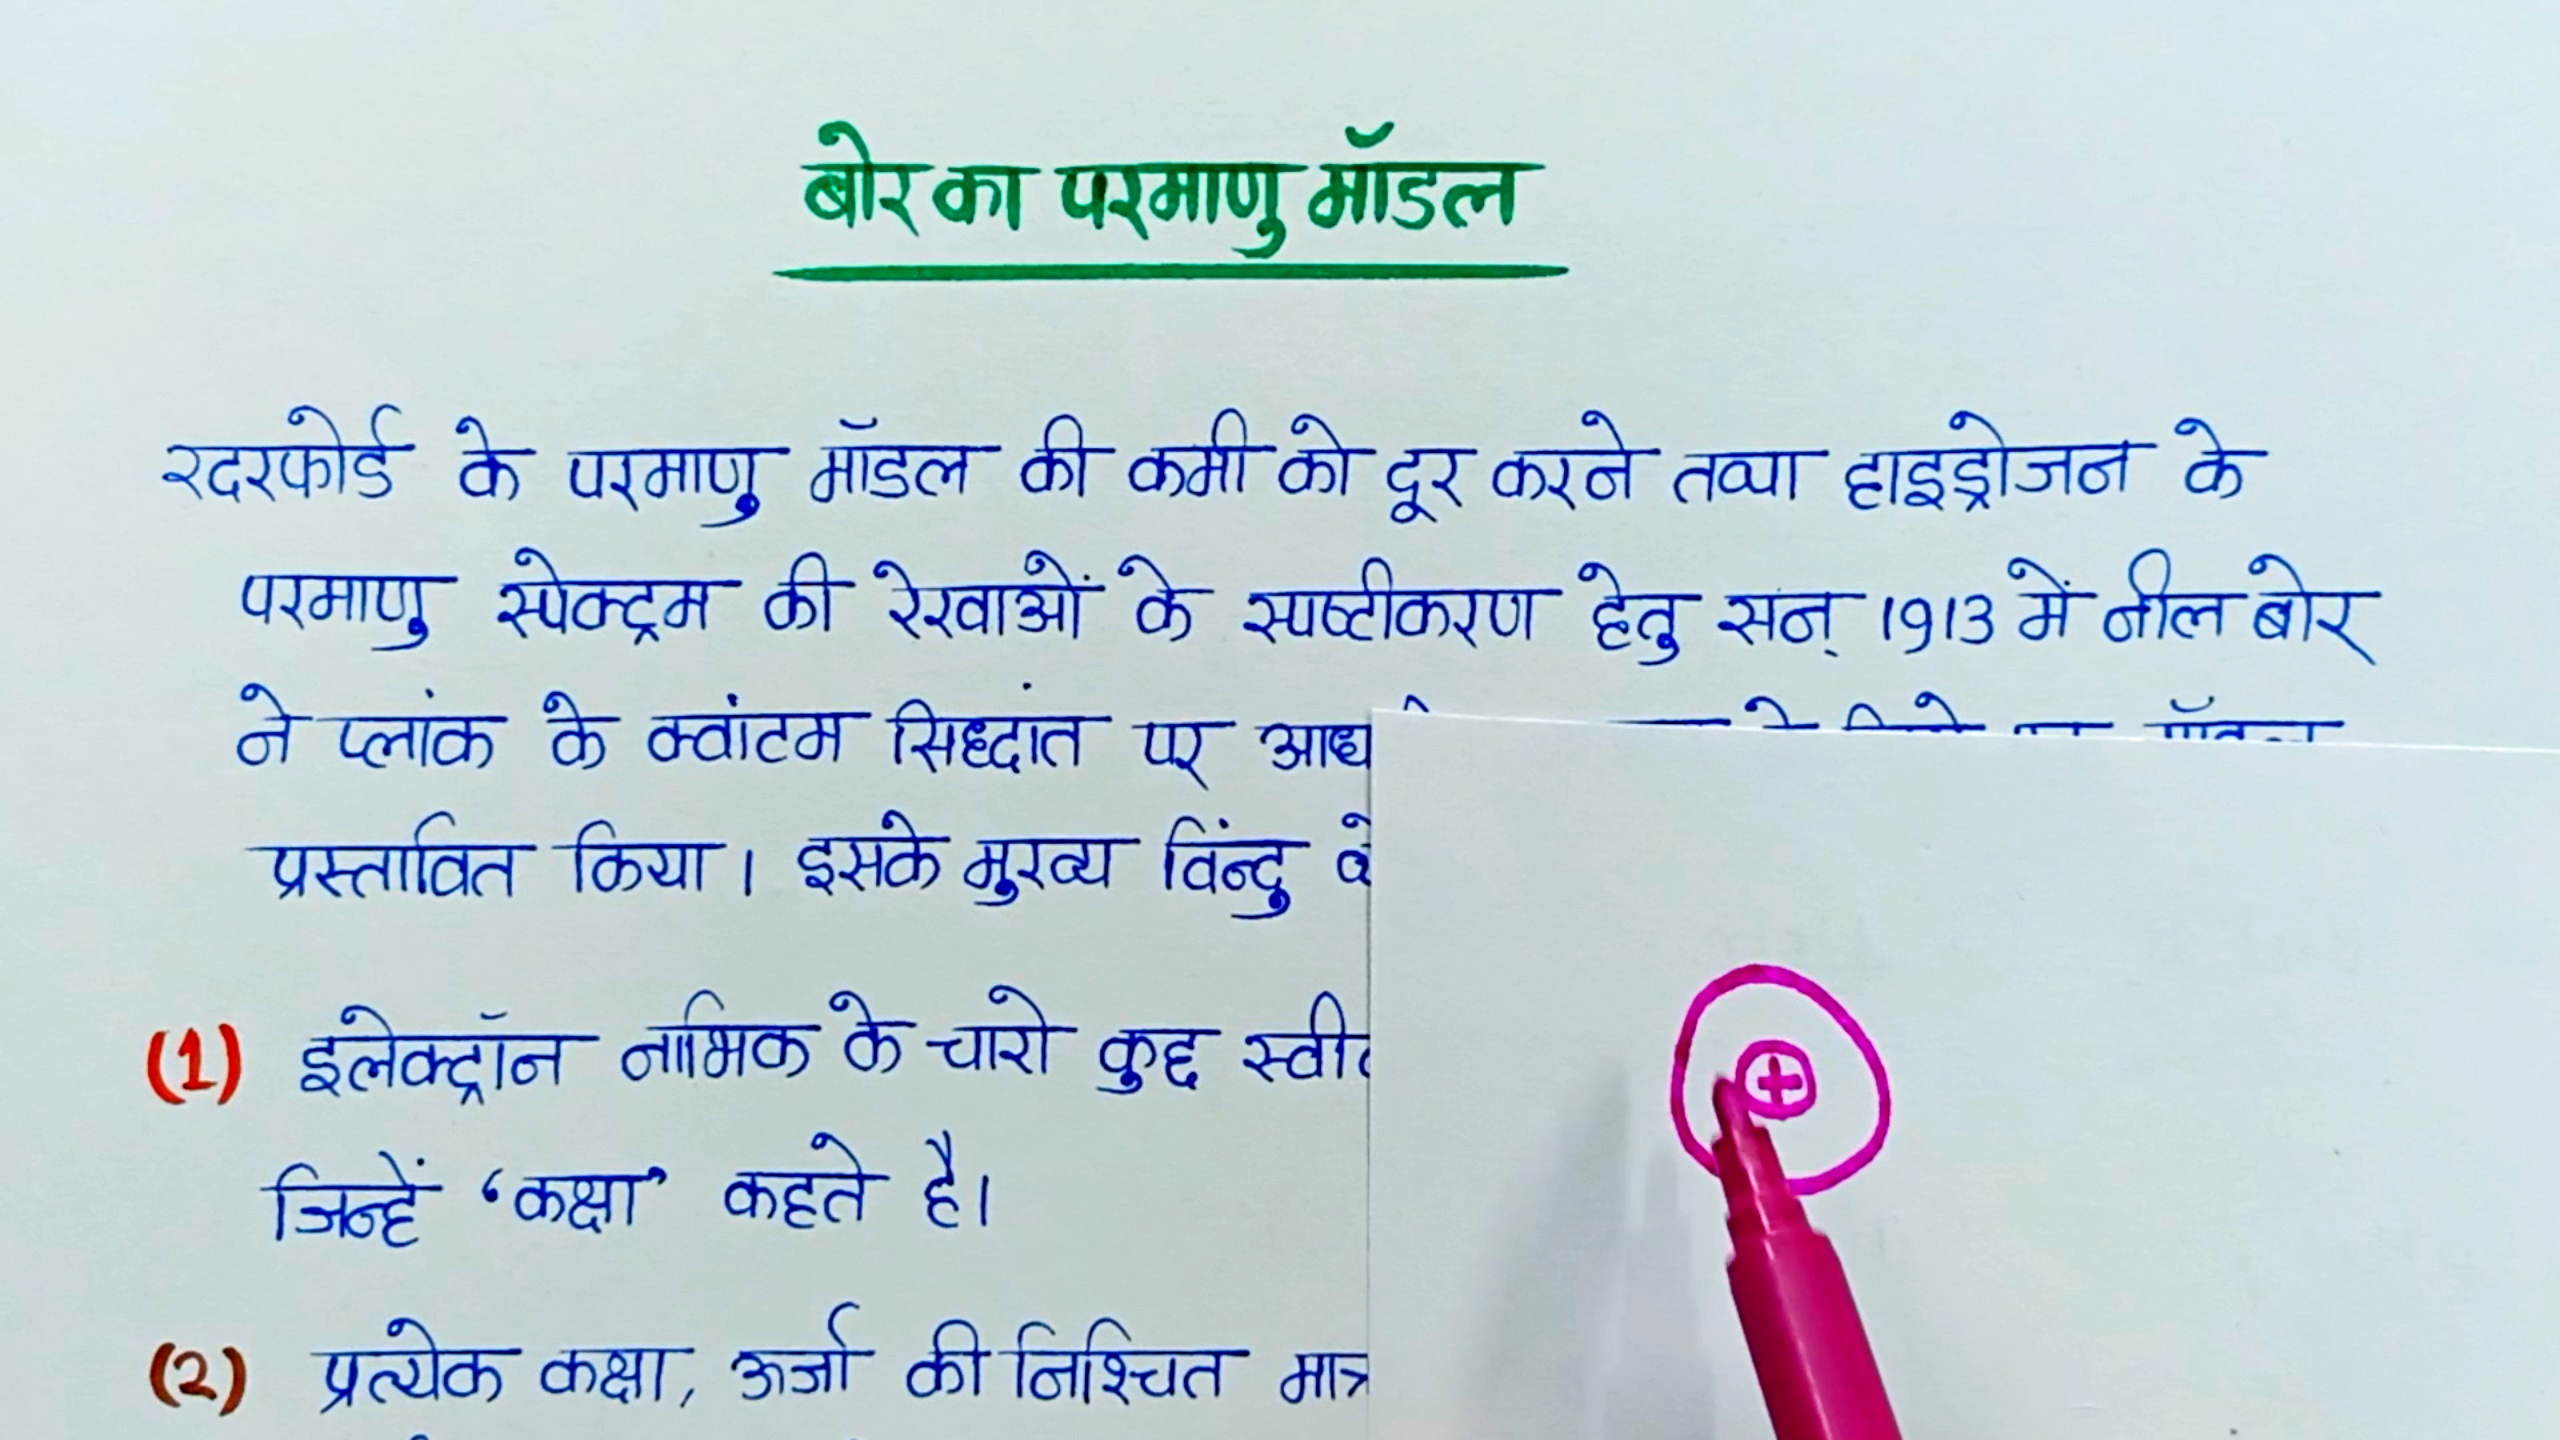 बोर का परमाणु मॉडल
रदरफोर्ड के परमाणु मॉडल की कमी को दूर करने तथा हाइड्रोजन के
परमाणु स्पेक्ट्रम की रेखाओं के स्पष्टीकरण हेतु सन् 1913 में नील बोर
ने प्लांक के क्वांटम सिध्दांत पर
प्रस्तावित किया। इसके मुख्य विंन्दु
(1) इलेक्ट्रॉन नाभिक के चारो कुछ
जिन्हें ‘कक्षा’ कहते है।
(2) प्रत्येक कक्षा, ऊर्जा की निश्चित
+